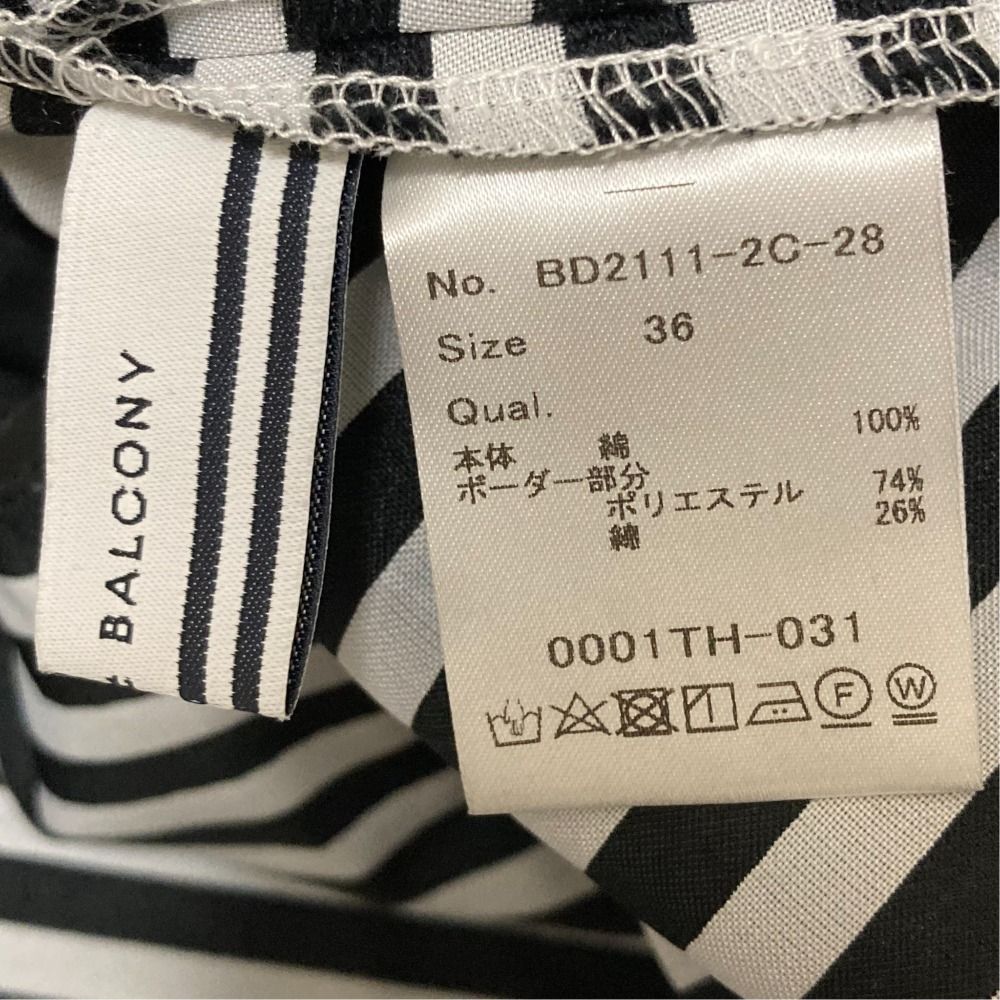 BALCONY
No. BD2111-2C-28
Size 36
Qual.
本体 綿 100%
ボーダー部分
ポリエステル 74%
綿 26%
0001TH-031
F W